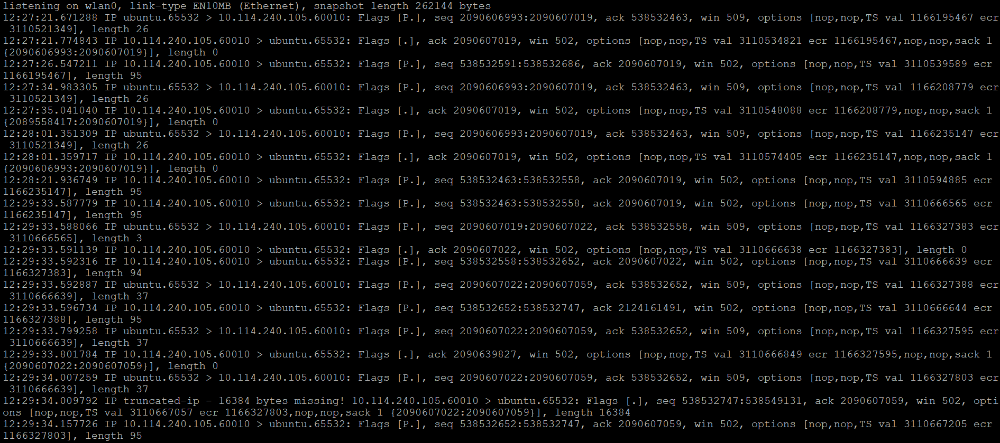 listening on wlan0, link-type EN10MB (Ethernet), snapshot length 262144 bytes
12:27:21.671288 IP ubuntu.65532 > 10.114.240.105.60010: Flags [P.], seq 2090606993:2090607019, ack 538532463, win 509, options [nop,nop,TS val 1166195467 ecr
 3110521349], length 26
12:27:21.774843 IP 10.114.240.105.60010 > ubuntu.65532: Flags [.], ack 2090607019, win 502, options [nop,nop,TS val 3110534821 ecr 1166195467,nop,nop,sack 1
{2090606993:2090607019}], length 0
12:27:26.547211 IP 10.114.240.105.60010 > ubuntu.65532: Flags [P.], seq 538532591:538532686, ack 2090607019, win 502, options [nop,nop,TS val 3110539589 ecr
1166195467], length 95
12:27:34.983305 IP ubuntu.65532 > 10.114.240.105.60010: Flags [P.], seq 2090606993:2090607019, ack 538532463, win 509, options [nop,nop,TS val 1166208779 ecr
 3110521349], length 26
12:27:35.041040 IP 10.114.240.105.60010 > ubuntu.65532: Flags [.], ack 2090607019, win 502, options [nop,nop,TS val 3110548088 ecr 1166208779,nop,nop,sack 1
{2089558417:2090607019}], length 0
12:28:01.351309 IP ubuntu.65532 > 10.114.240.105.60010: Flags [P.], seq 2090606993:2090607019, ack 538532463, win 509, options [nop,nop,TS val 1166235147 ecr
 3110521349], length 26
12:28:01.359717 IP 10.114.240.105.60010 > ubuntu.65532: Flags [.], ack 2090607019, win 502, options [nop,nop,TS val 3110574405 ecr 1166235147,nop,nop,sack 1
{2090606993:2090607019}], length 0
12:28:21.936749 IP 10.114.240.105.60010 > ubuntu.65532: Flags [P.], seq 538532463:538532558, ack 2090607019, win 502, options [nop,nop,TS val 3110594885 ecr
1166235147], length 95
12:29:33.587779 IP 10.114.240.105.60010 > ubuntu.65532: Flags [P.], seq 538532463:538532558, ack 2090607019, win 502, options [nop,nop,TS val 3110666565 ecr
1166235147], length 95
12:29:33.588066 IP ubuntu.65532 > 10.114.240.105.60010: Flags [P.], seq 2090607019:2090607022, ack 538532558, win 509, options [nop,nop,TS val 1166327383 ecr
 3110666565], length 3
12:29:33.591139 IP 10.114.240.105.60010 > ubuntu.65532: Flags [.], ack 2090607022, win 502, options [nop,nop,TS val 3110666638 ecr 1166327383], length 0
12:29:33.592316 IP 10.114.240.105.60010 > ubuntu.65532: Flags [P.], seq 538532558:538532652, ack 2090607022, win 502, options [nop,nop,TS val 3110666639 ecr
1166327383], length 94
12:29:33.592887 IP ubuntu.65532 > 10.114.240.105.60010: Flags [P.], seq 2090607022:2090607059, ack 538532652, win 509, options [nop,nop,TS val 1166327388 ecr
 3110666639], length 37
12:29:33.596734 IP 10.114.240.105.60010 > ubuntu.65532: Flags [P.], seq 538532652:538532747, ack 2124161491, win 502, options [nop,nop,TS val 3110666644 ecr
1166327388], length 95
12:29:33.799258 IP ubuntu.65532 > 10.114.240.105.60010: Flags [P.], seq 2090607022:2090607059, ack 538532652, win 509, options [nop,nop,TS val 1166327595 ecr
 3110666639], length 37
12:29:33.801784 IP 10.114.240.105.60010 > ubuntu.65532: Flags [.], ack 2090639827, win 502, options [nop,nop,TS val 3110666849 ecr 1166327595,nop,nop,sack 1
{2090607022:2090607059}], length 0
12:29:34.007259 IP ubuntu.65532 > 10.114.240.105.60010: Flags [P.], seq 2090607022:2090607059, ack 538532652, win 509, options [nop,nop,TS val 1166327803 ecr
 3110666639], length 37
12:29:34.009792 IP truncated-ip - 16384 bytes missing! 10.114.240.105.60010 > ubuntu.65532: Flags [.], seq 538532747:538549131, ack 2090607059, win 502, opti
ons [nop,nop,TS val 3110667057 ecr 1166327803,nop,nop,sack 1 {2090607022:2090607059}], length 16384
12:29:34.157726 IP 10.114.240.105.60010 > ubuntu.65532: Flags [P.], seq 538532652:538532747, ack 2090607059, win 502, options [nop,nop,TS val 3110667205 ecr
1166327803], length 95